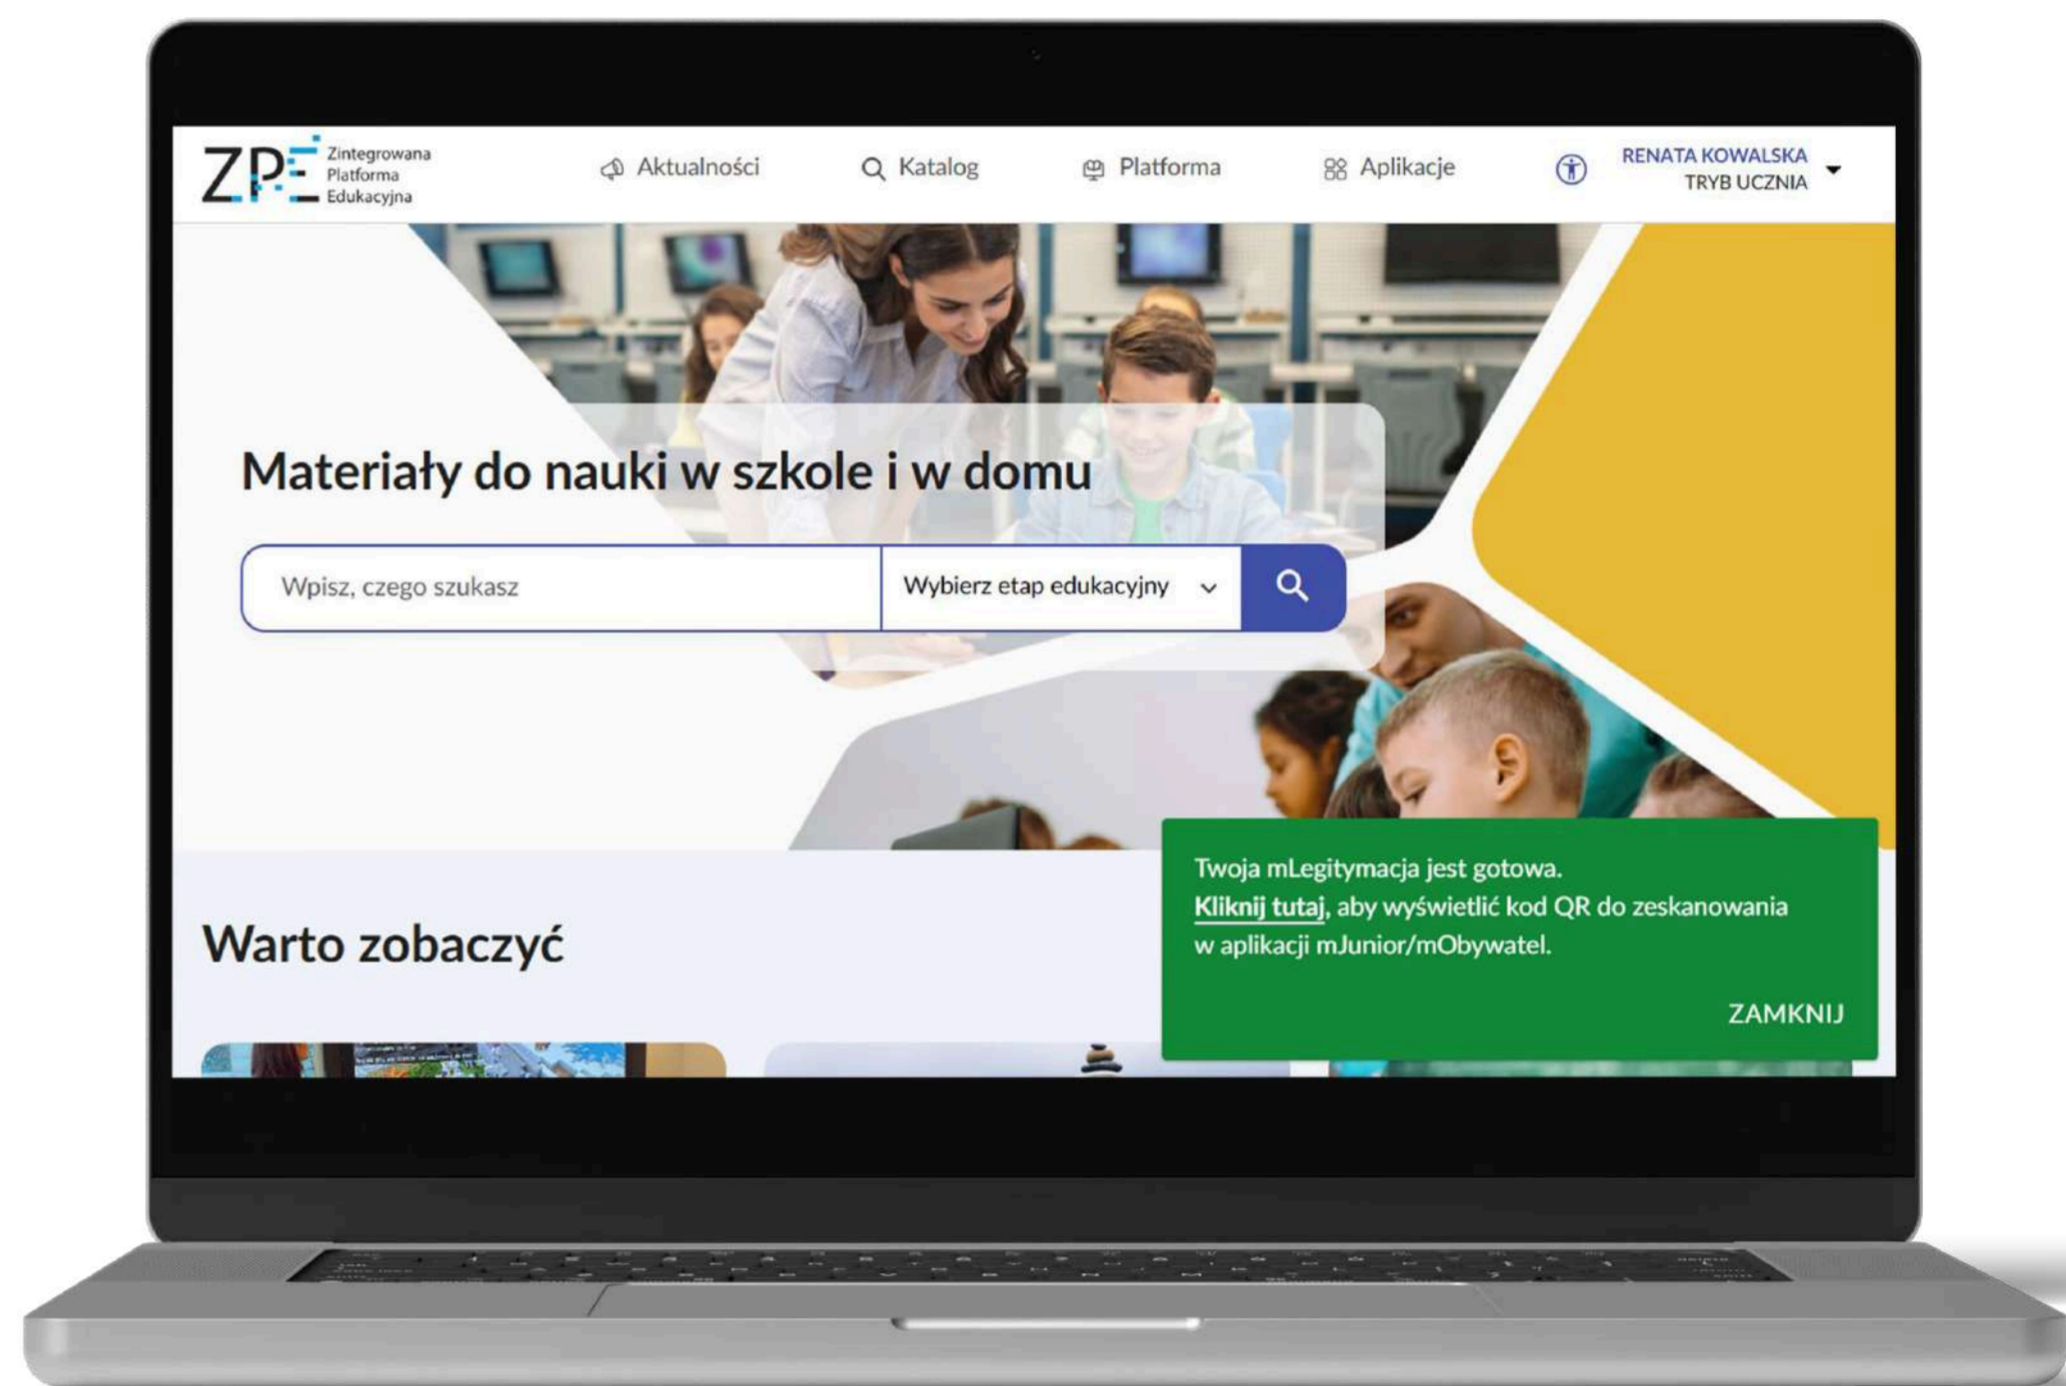 ZPE
Zintegrowana
Platforma
Edukacyjna
Aktualności
Katalog
Platforma
Aplikacje
RENATA KOWALSKA
TRYB UCZNIA
Materiały do nauki w szkole i w domu
Wpisz, czego szukasz
Wybierz etap edukacyjny
Warto zobaczyć
Twoja mLegitymacja jest gotowa.
Kliknij tutaj, aby wyświetlić kod QR do zeskanowania
w aplikacji mJunior/mObywatel.
ZAMKNIJ